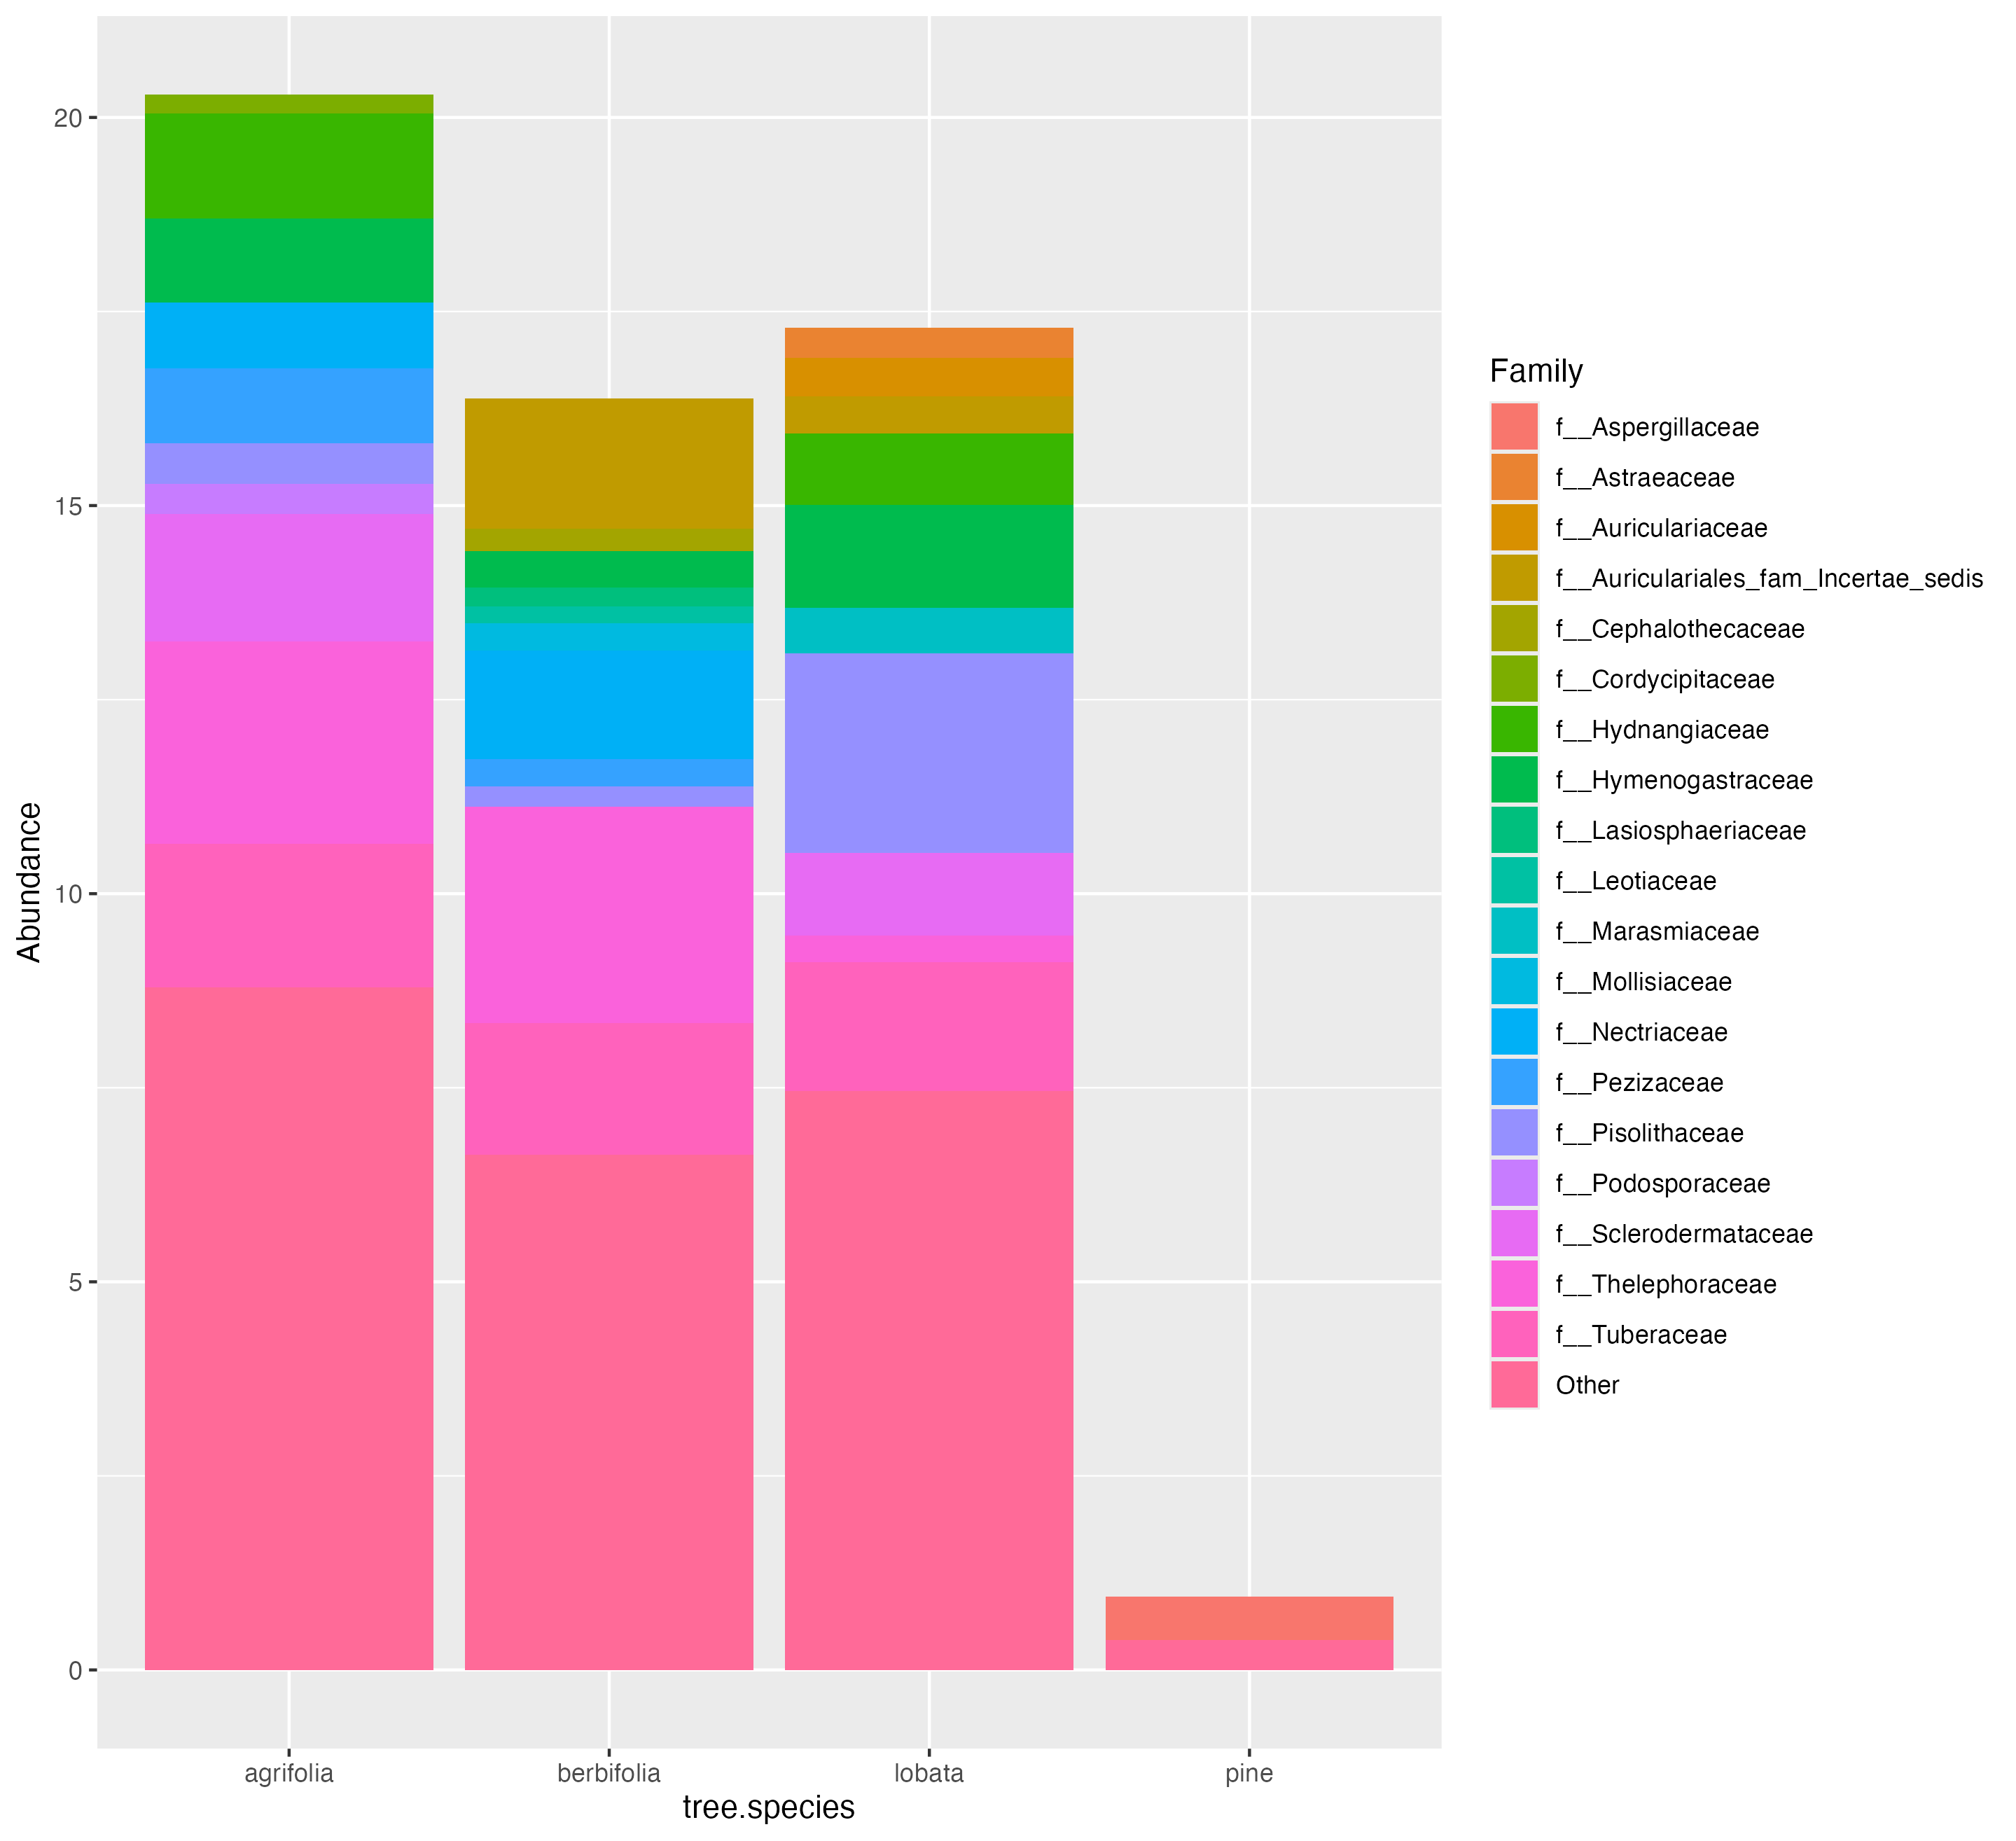 Abundance
20
15
10
5
0
agrifolia
berbifolia
lobata
pine
tree.species
Family
f__Aspergillaceae
f__Astraeaceae
f__Auriculariaceae
f__Auriculariales_fam_Incertae_sedis
f__Cephalothecaceae
f__Cordycipitaceae
f__Hydnangiaceae
f__Hymenogastraceae
f__Lasiosphaeriaceae
f__Leotiaceae
f__Marasmiaceae
f__Mollisiaceae
f__Nectriaceae
f__Pezizaceae
f__Pisolithaceae
f__Podosporaceae
f__Sclerodermataceae
f__Thelephoraceae
f__Tuberaceae
Other